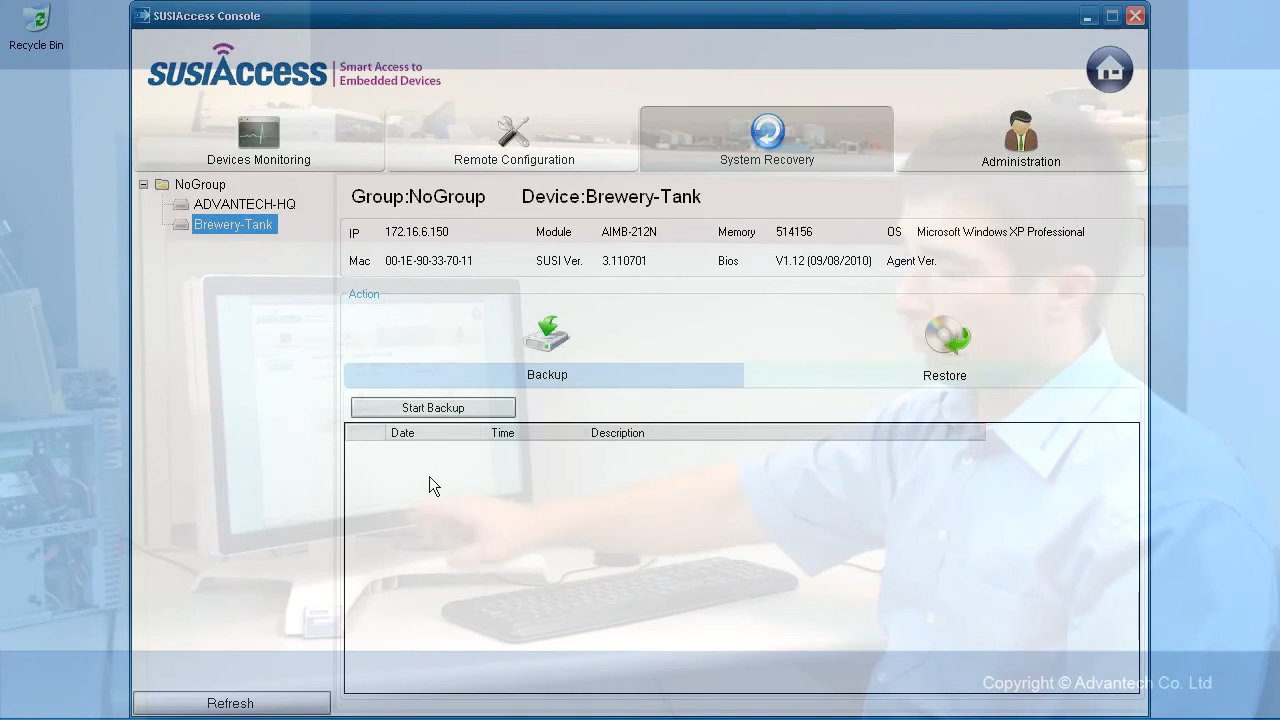 SUSIAccess Console
Recycle Bin
SUSIAccess
Smart Access to
Embedded Devices
Devices Monitoring
Remote Configuration
System Recovery
Administration
NoGroup
ADVANTECH-HQ
Brewery-Tank
Group:NoGroup Device:Brewery-Tank
IP 172.16.6.150 Module AIMB-212N Memory 514156 OS Microsoft Windows XP Professional
Mac 00-1E-90-33-70-11 SUSI Ver. 3.110701 Bios V1.12 (09/08/2010) Agent Ver.
Action
Backup
Restore
Start Backup
Date Time Description
Refresh
Copyright © Advantech Co. Ltd